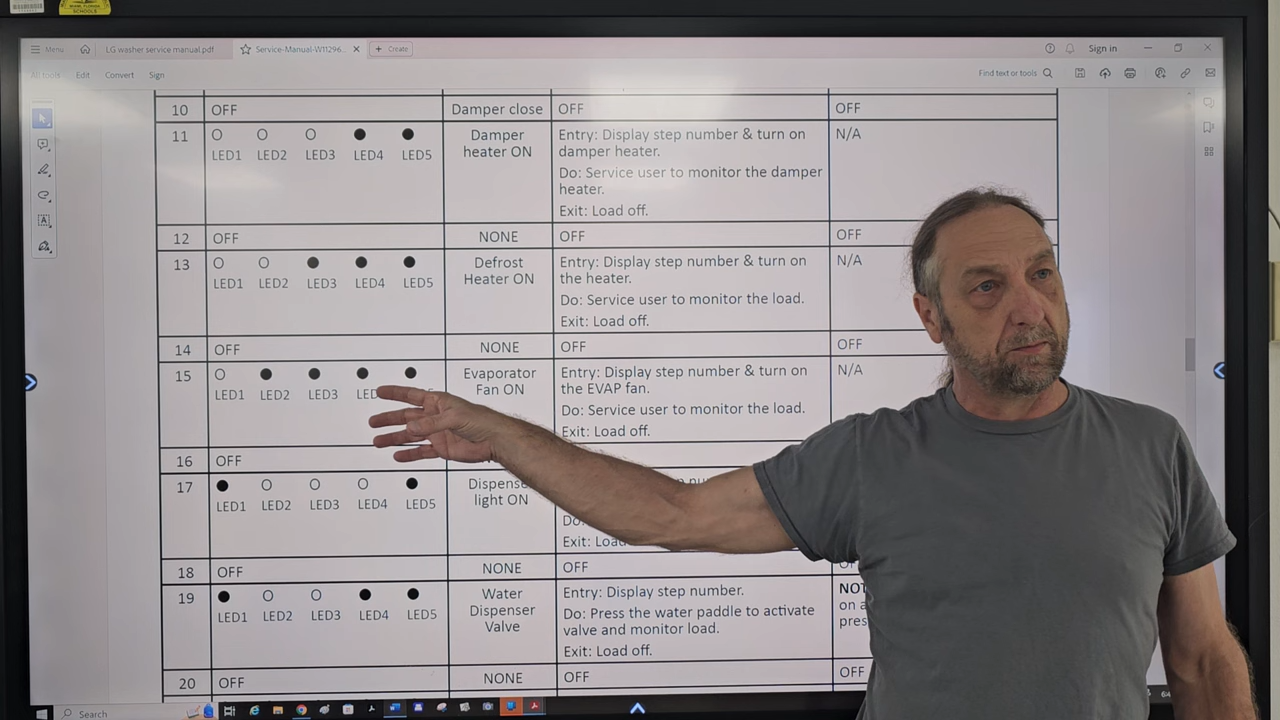 SCHOOLS
Menu
LG washer service manual.pdf
Service-Manual-W11296...
Create
Sign in
All tools
Edit
Convert
Sign
Find text or tools
10
OFF
Damper close
OFF
OFF
11
LED1 LED2 LED3 LED4 LED5
Damper
heater ON
Entry: Display step number & turn on
damper heater.
Do: Service user to monitor the damper
heater.
Exit: Load off.
N/A
12
OFF
NONE
OFF
OFF
13
LED1 LED2 LED3 LED4 LED5
Defrost
Heater ON
Entry: Display step number & turn on
the heater.
Do: Service user to monitor the load.
Exit: Load off.
N/A
14
OFF
NONE
OFF
OFF
15
LED1 LED2 LED3
Evaporator
Fan ON
Entry: Display step number & turn on
the EVAP fan.
Do: Service user to monitor the load.
Exit: Load off.
N/A
16
OFF
17
LED1 LED2 LED3 LED4 LED5
light ON
Do:
Exit:
18
OFF
NONE
OFF
19
LED1 LED2 LED3 LED4 LED5
Water
Dispenser
Valve
Entry: Display step number.
Do: Press the water paddle to activate
valve and monitor load.
Exit: Load off.
on
20
OFF
NONE
OFF
OFF
Search